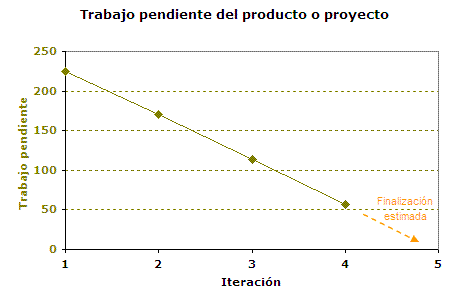 Trabajo pendiente del producto o proyecto
250
200
150
100
50
0
Trabajo pendiente
Finalización
estimada
1 2 3 4 5
Iteración